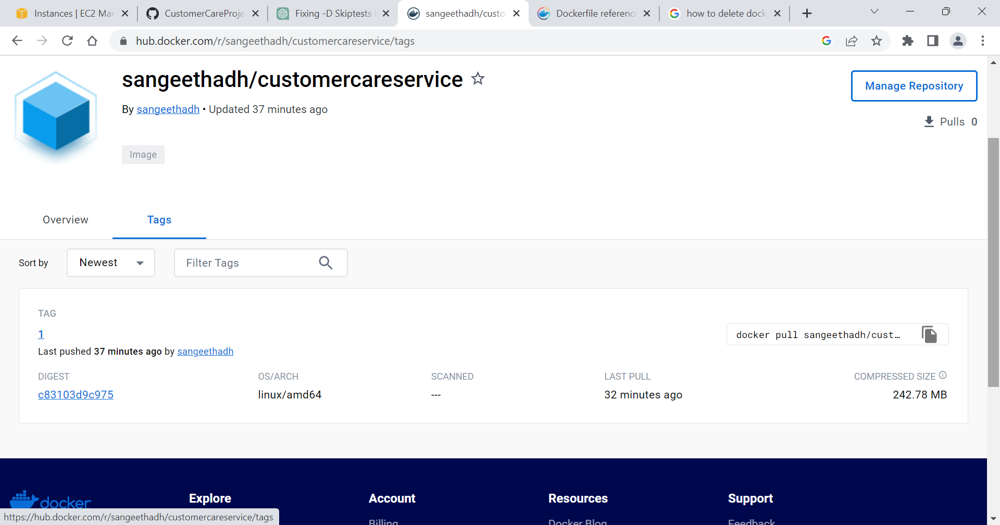 Instances | EC2 Mar
CustomerCareProje
Fixing -D Skiptests
sangeethadh/custo
Dockerfile reference
how to delete dock
hub.docker.com/r/sangeethadh/customercareservice/tags
sangeethadh/customercareservice
Manage Repository
By sangeethadh • Updated 37 minutes ago
Pulls 0
Image
Overview
Tags
Sort by
Newest
Filter Tags
TAG
1
docker pull sangeethadh/cust…
Last pushed 37 minutes ago by sangeethadh
DIGEST
OS/ARCH
SCANNED
LAST PULL
COMPRESSED SIZE
c83103d9c975
linux/amd64
---
32 minutes ago
242.78 MB
docker
Explore
Account
Resources
Support
https://hub.docker.com/r/sangeethadh/customercareservice/tags
Billing
Docker Blog
Feedback